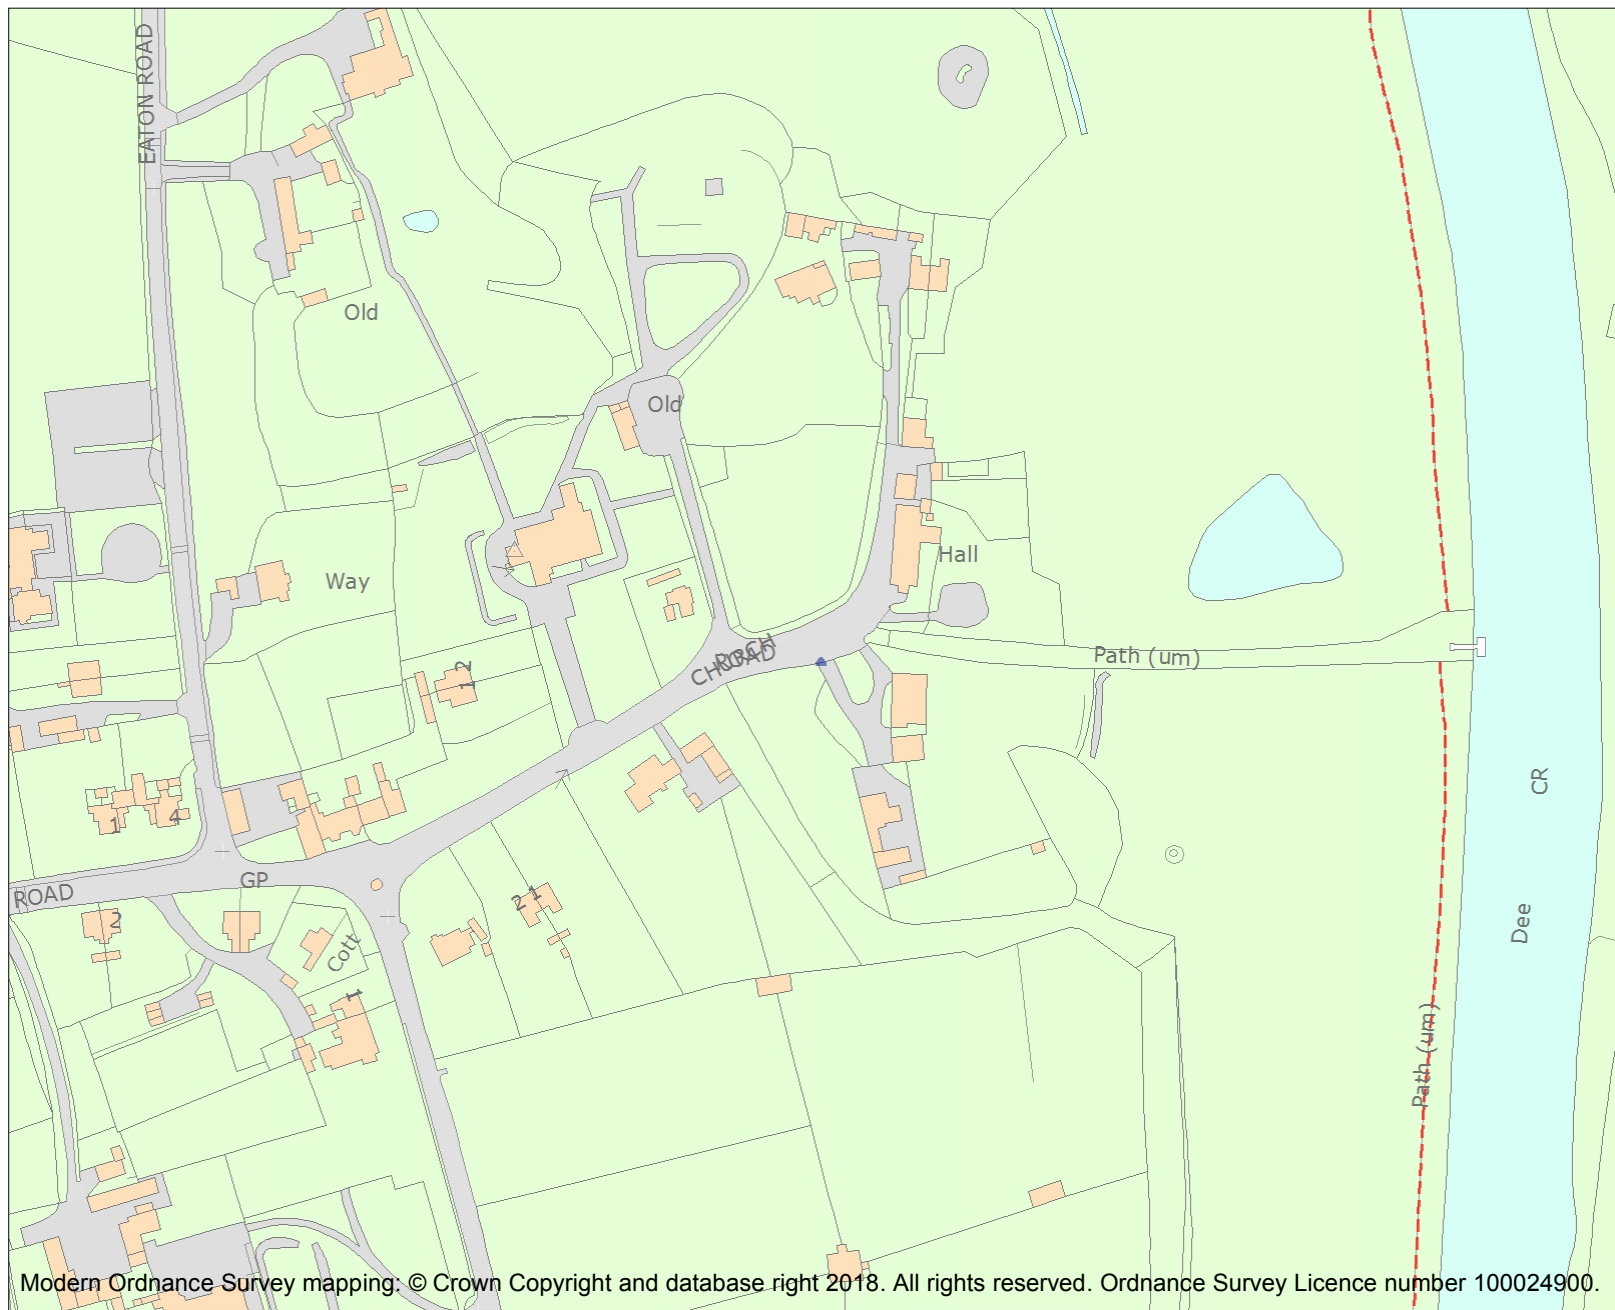 EATON ROAD
Old
Old
Hall
Way
CHURCH
ROAD
Path (um)
1
2
1
4
CR
GP
ROAD
2
2 1
Dee
Cott
1
Path (um)
Modern Ordnance Survey mapping: © Crown Copyright and database right 2018. All rights reserved. Ordnance Survey Licence number 100024900.